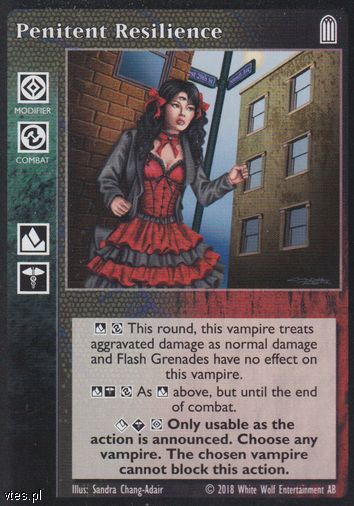 Penitent Resilience
MODIFIER
COMBAT
This round, this vampire treats
aggravated damage as normal damage
and Flash Grenades have no effect on
this vampire.
As above, but until the end
of combat.
Only usable as the
action is announced. Choose any
vampire. The chosen vampire
cannot block this action.
Illus: Sandra Chang-Adair © 2018 White Wolf Entertainment AB
vtes.pl